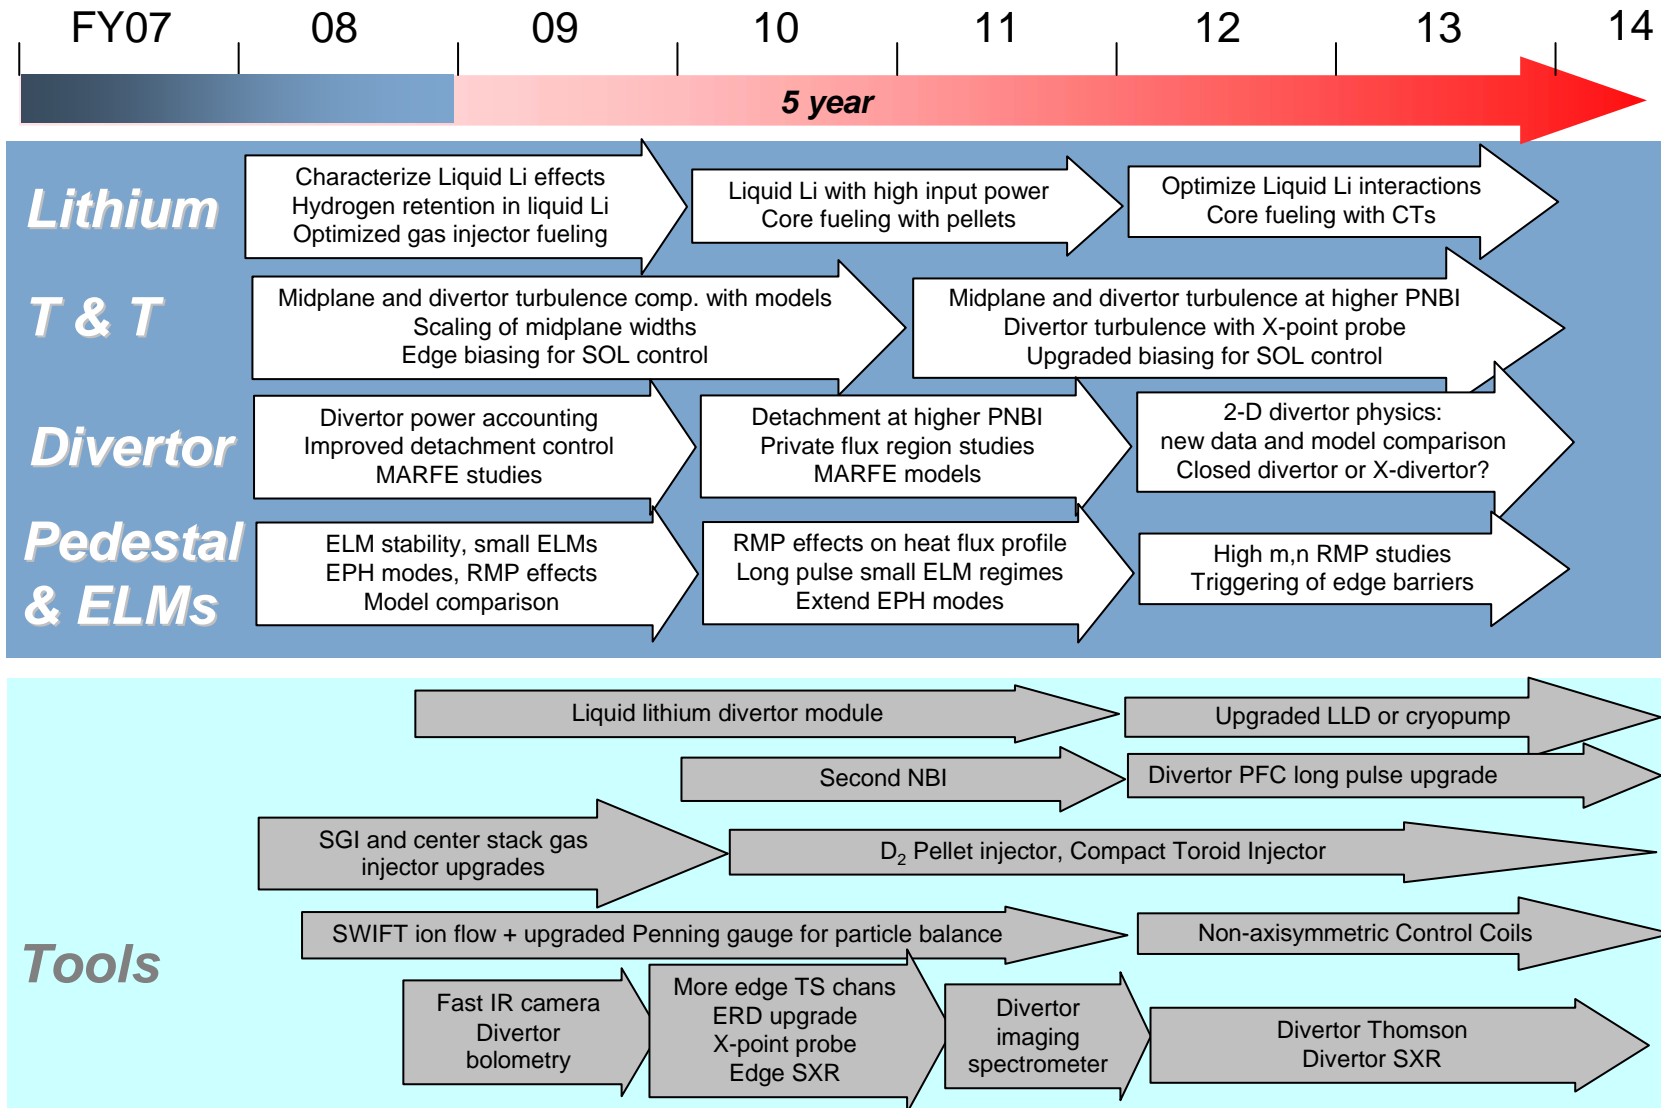 FY07 08 09 10 11 12 13 14
5 year
Lithium
Characterize Liquid Li effects
Hydrogen retention in liquid Li
Optimized gas injector fueling
Liquid Li with high input power
Core fueling with pellets
Optimize Liquid Li interactions
Core fueling with CTs
T & T
Midplane and divertor turbulence comp. with models
Scaling of midplane widths
Edge biasing for SOL control
Midplane and divertor turbulence at higher PNBI
Divertor turbulence with X-point probe
Upgraded biasing for SOL control
Divertor
Divertor power accounting
Improved detachment control
MARFE studies
Detachment at higher PNBI
Private flux region studies
MARFE models
2-D divertor physics:
new data and model comparison
Closed divertor or X-divertor?
Pedestal
& ELMs
ELM stability, small ELMs
EPH modes, RMP effects
Model comparison
RMP effects on heat flux profile
Long pulse small ELM regimes
Extend EPH modes
High m,n RMP studies
Triggering of edge barriers
Tools
Liquid lithium divertor module
Upgraded LLD or cryopump
Second NBI
Divertor PFC long pulse upgrade
SGI and center stack gas
injector upgrades
D2 Pellet injector, Compact Toroid Injector
SWIFT ion flow + upgraded Penning gauge for particle balance
Non-axisymmetric Control Coils
Fast IR camera
Divertor
bolometry
More edge TS chans
ERD upgrade
X-point probe
Edge SXR
Divertor
imaging
spectrometer
Divertor Thomson
Divertor SXR